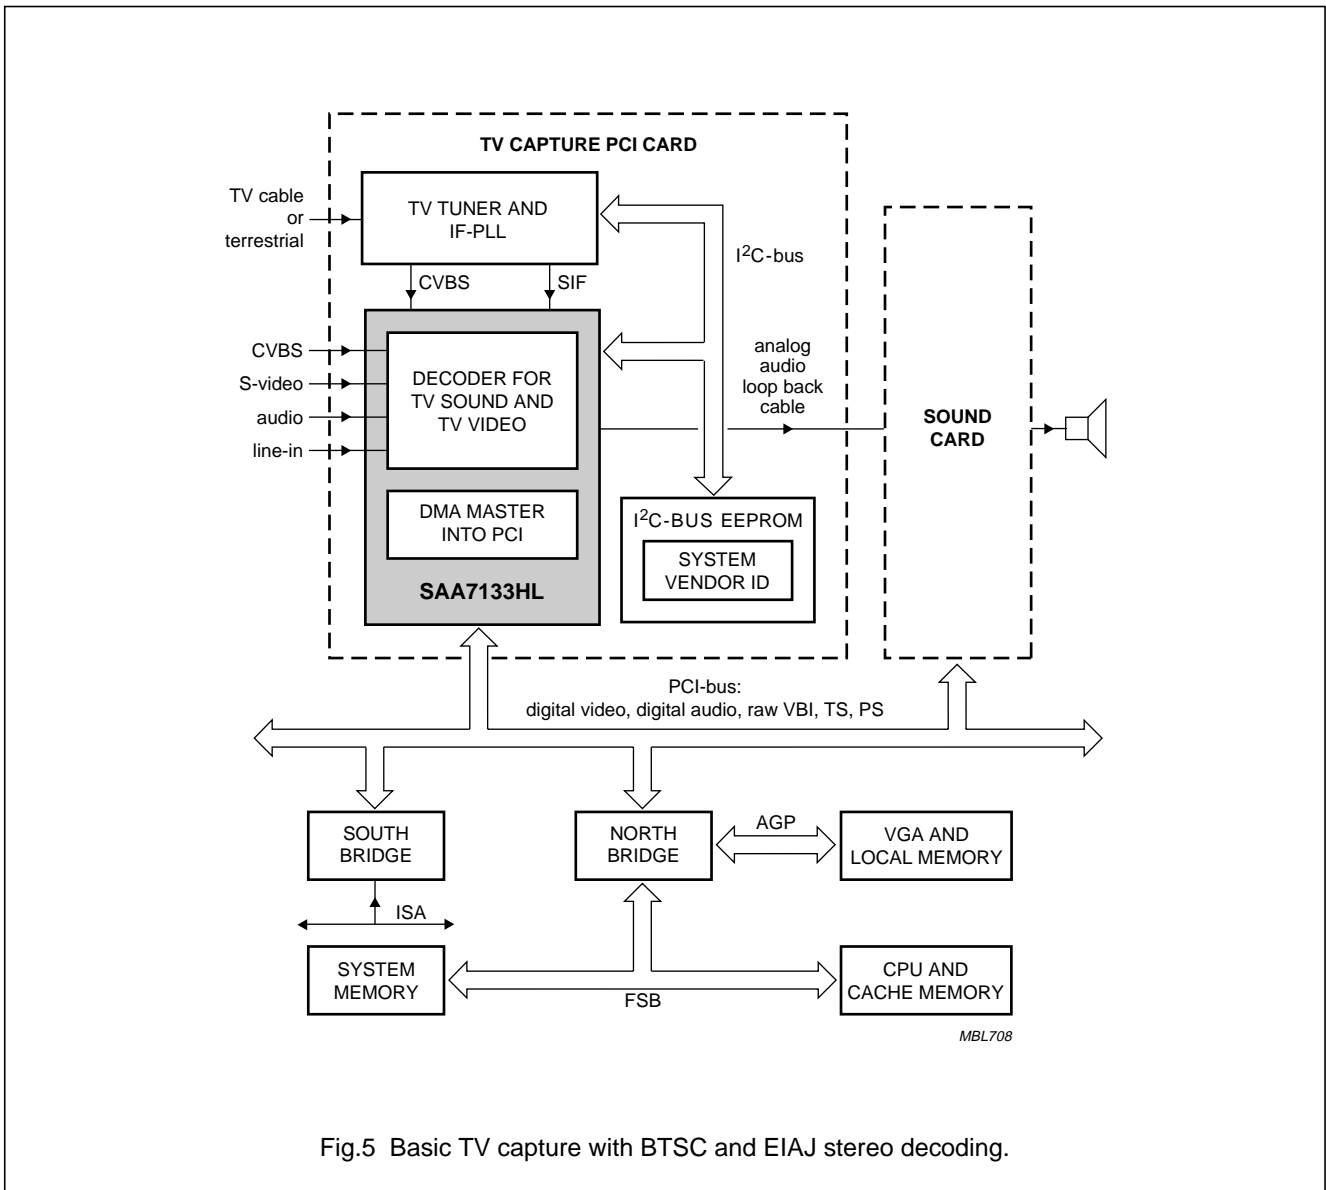 TV CAPTURE PCI CARD
TV cable
or
terrestrial
TV TUNER AND
IF-PLL
I2C-bus
CVBS
SIF
CVBS
S-video
audio
line-in
DECODER FOR
TV SOUND AND
TV VIDEO
analog
audio
loop back
cable
SOUND
CARD
DMA MASTER
INTO PCI
SAA7133HL
I2C-BUS EEPROM
SYSTEM
VENDOR ID
PCI-bus:
digital video, digital audio, raw VBI, TS, PS
SOUTH
BRIDGE
NORTH
BRIDGE
AGP
VGA AND
LOCAL MEMORY
ISA
SYSTEM
MEMORY
FSB
CPU AND
CACHE MEMORY
MBL708
Fig.5 Basic TV capture with BTSC and EIAJ stereo decoding.